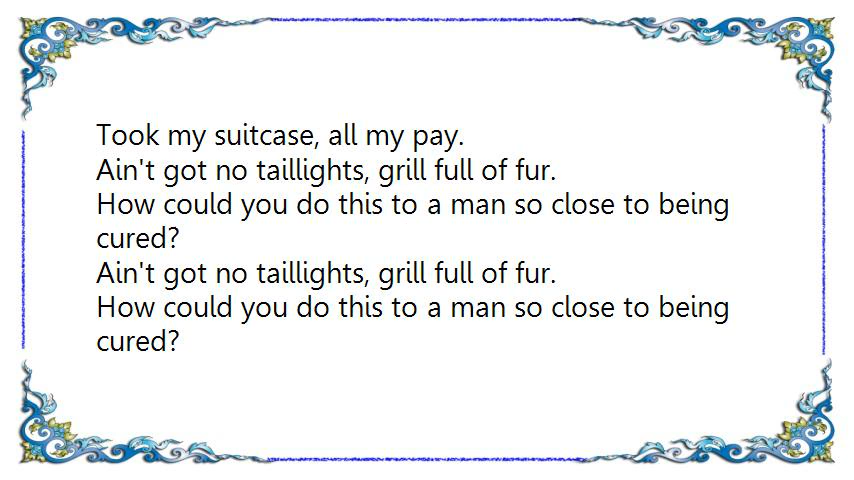 Took my suitcase, all my pay.
Ain't got no taillights, grill full of fur.
How could you do this to a man so close to being
cured?
Ain't got no taillights, grill full of fur.
How could you do this to a man so close to being
cured?